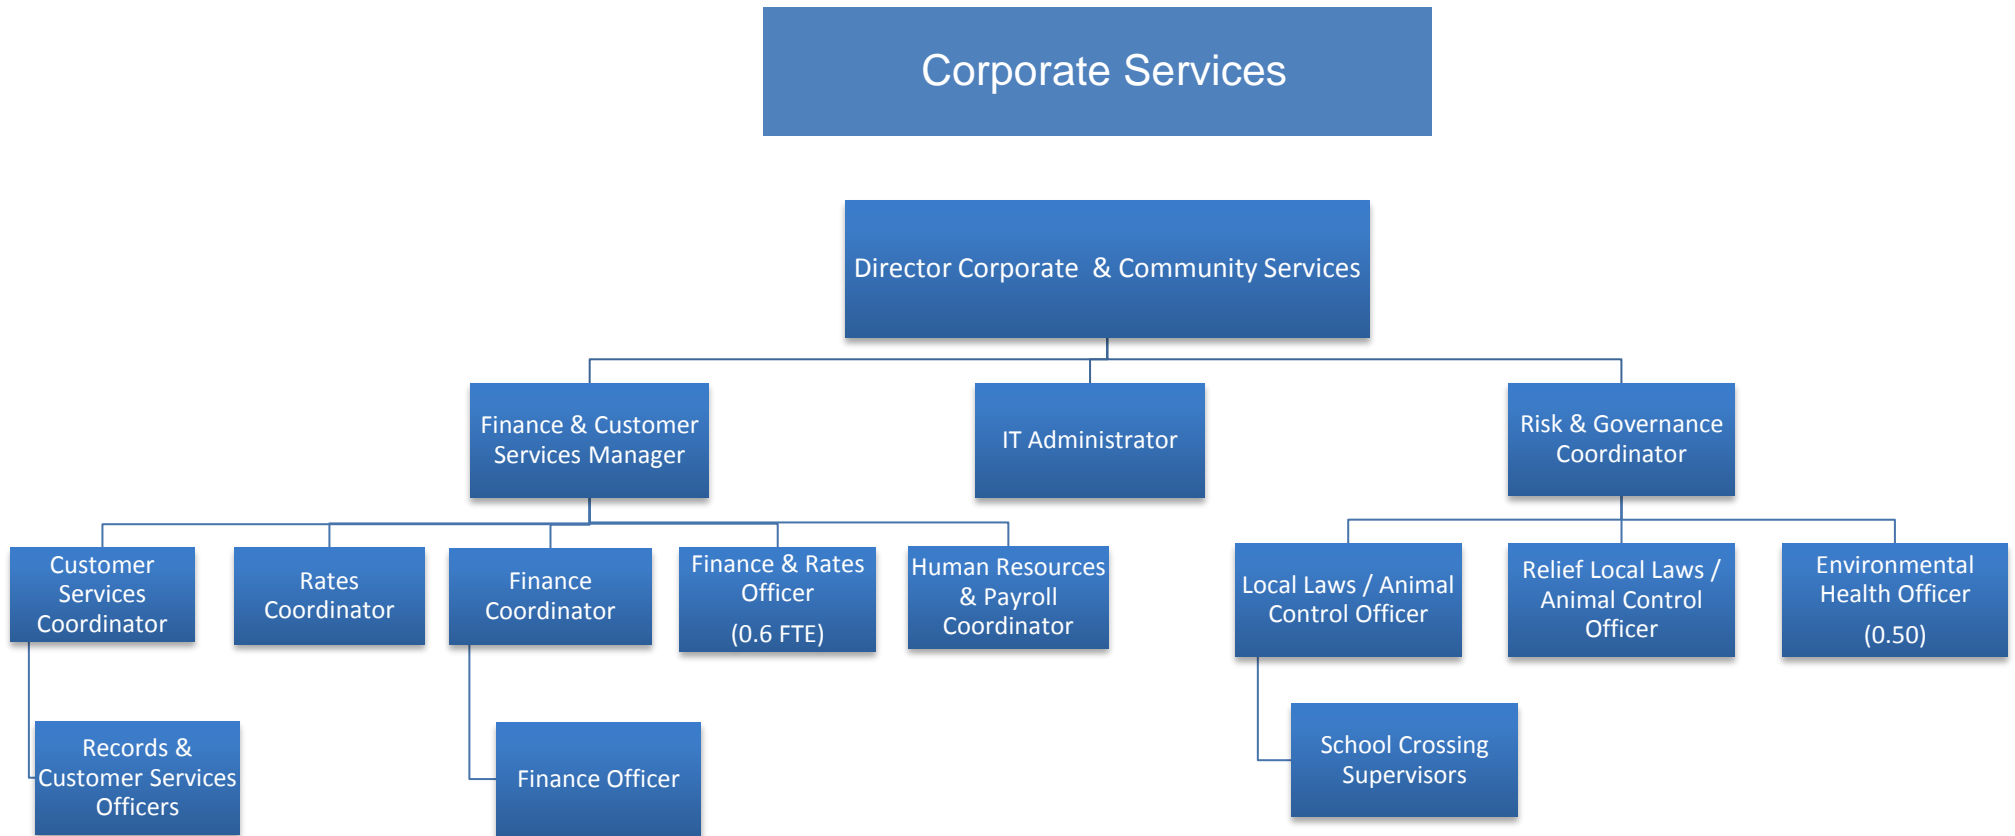 Corporate Services
Director Corporate  & Community Services
Finance & Customer
Services Manager
IT Administrator
Risk & Governance
Coordinator
Customer
Services
Coordinator
Rates
Coordinator
Finance
Coordinator
Finance & Rates
Officer
(0.6 FTE)
Human Resources
& Payroll
Coordinator
Local Laws / Animal
Control Officer
Relief Local Laws /
Animal Control
Officer
Environmental
Health Officer
(0.50)
Records &
Customer Services
Officers
Finance Officer
School Crossing
Supervisors